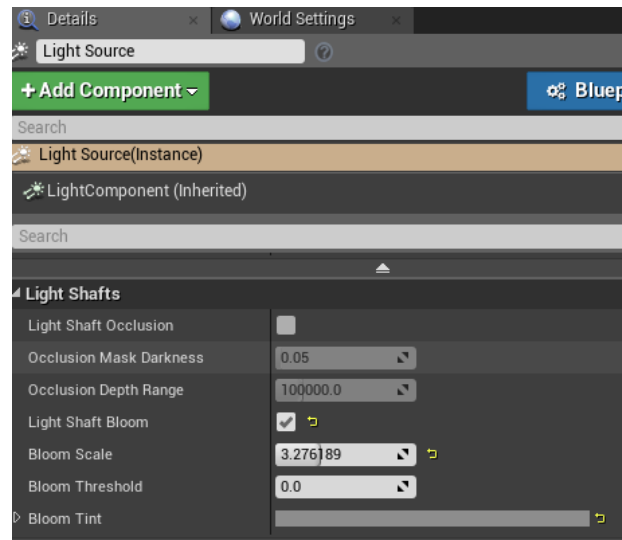 Details
World Settings
Light Source
Add Component
Search
Light Source(Instance)
LightComponent (Inherited)
Search
Light Shafts
Light Shaft Occlusion
Occlusion Mask Darkness 0.05
Occlusion Depth Range 100000.0
Light Shaft Bloom
Bloom Scale 3.276189
Bloom Threshold 0.0
Bloom Tint